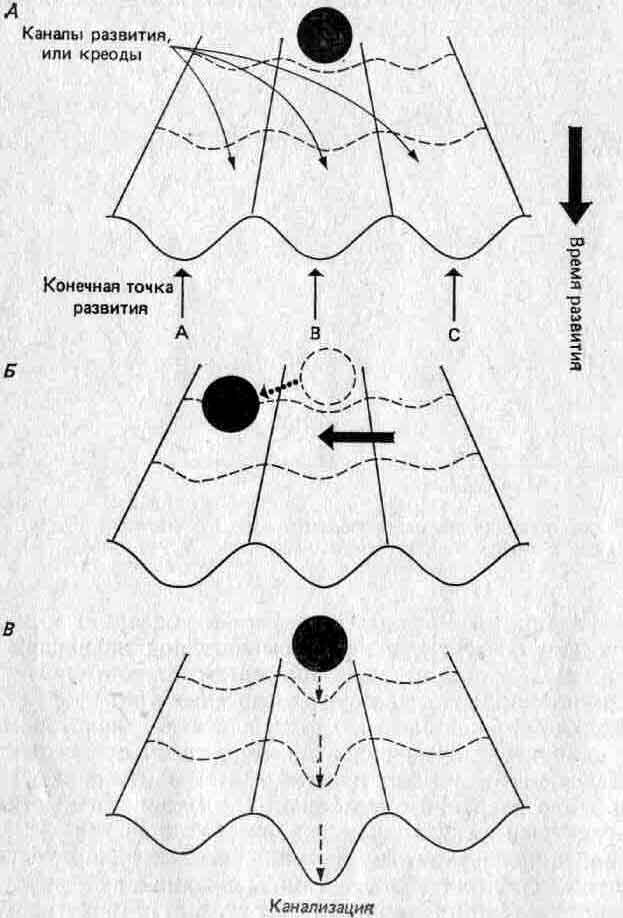 А
Каналы развития,
или креоды
Время развития
Конечная точка
развития
А
В
С
Б
В
Канализация